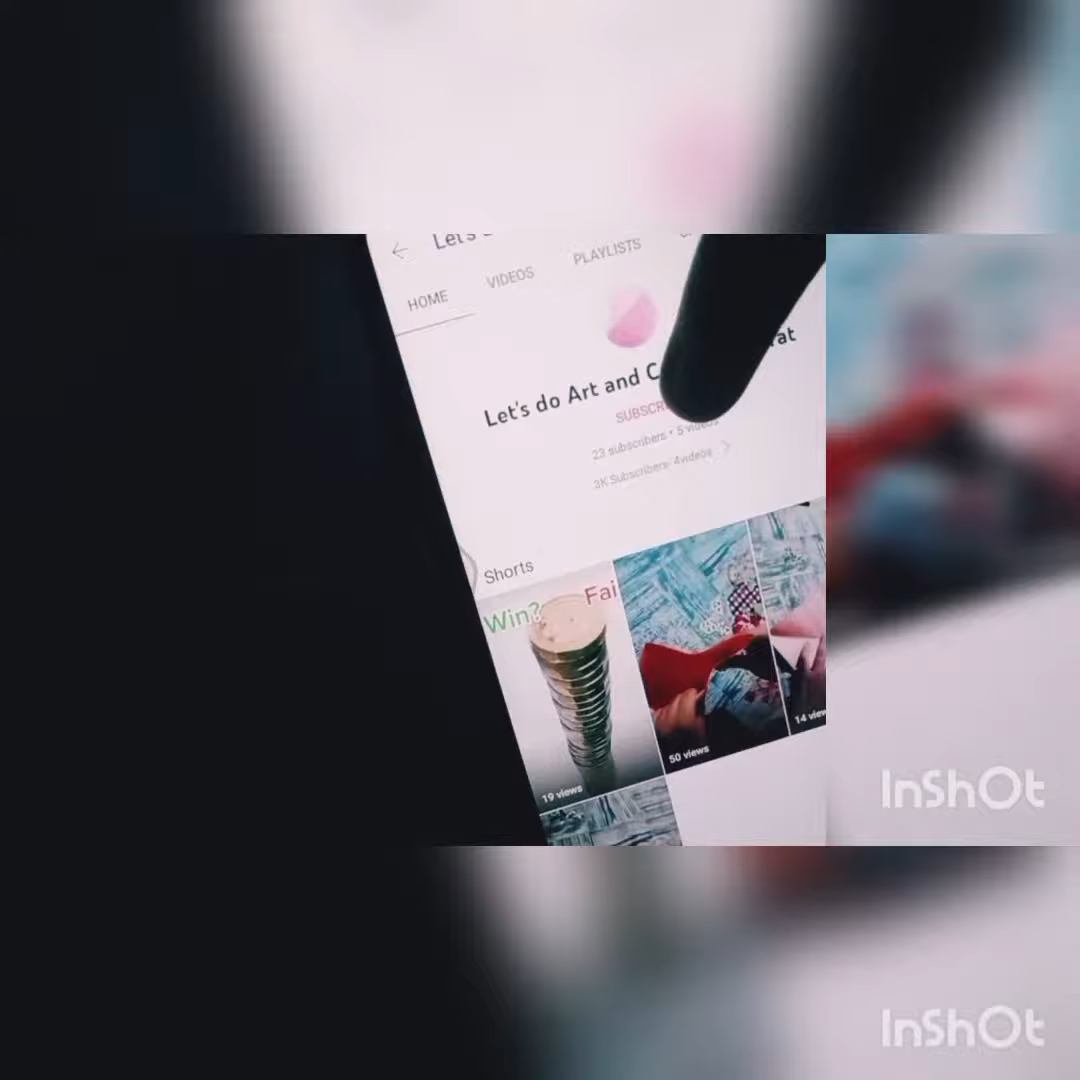 HOME VIDEOS PLAYLISTS
Let's do Art and
23 subscribers • 5 videos
3K Subscribers- 4videos
Shorts
Win?
19 views
50 views
14
InShOt
InShOt